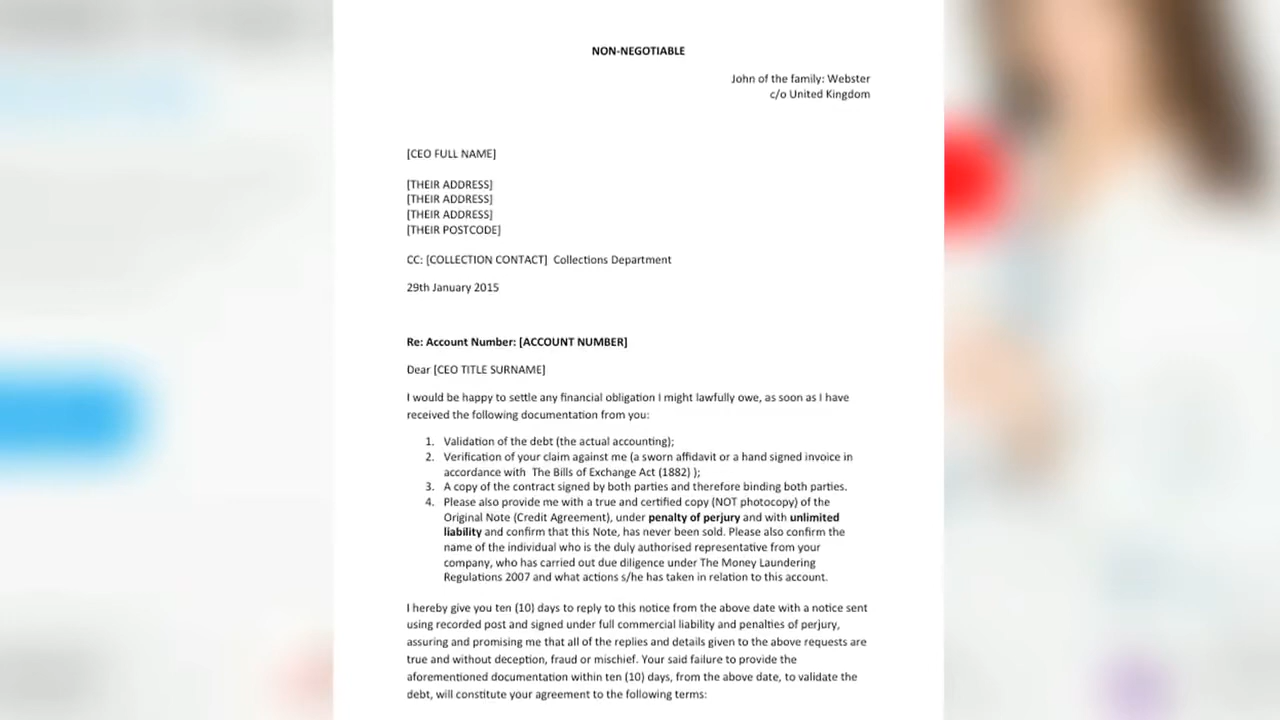 NON-NEGOTIABLE
John of the family: Webster
c/o United Kingdom
[CEO FULL NAME]
[THEIR ADDRESS]
[THEIR ADDRESS]
[THEIR ADDRESS]
[THEIR POSTCODE]
CC: [COLLECTION CONTACT]  Collections Department
29th January 2015
Re: Account Number: [ACCOUNT NUMBER]
Dear [CEO TITLE SURNAME]
I would be happy to settle any financial obligation I might lawfully owe, as soon as I have
received the following documentation from you:
1. Validation of the debt (the actual accounting);
2. Verification of your claim against me (a sworn affidavit or a hand signed invoice in
accordance with  The Bills of Exchange Act (1882) );
3. A copy of the contract signed by both parties and therefore binding both parties.
4. Please also provide me with a true and certified copy (NOT photocopy) of the
Original Note (Credit Agreement), under penalty of perjury and with unlimited
liability and confirm that this Note, has never been sold. Please also confirm the
name of the individual who is the duly authorised representative from your
company, who has carried out due diligence under The Money Laundering
Regulations 2007 and what actions s/he has taken in relation to this account.
I hereby give you ten (10) days to reply to this notice from the above date with a notice sent
using recorded post and signed under full commercial liability and penalties of perjury,
assuring and promising me that all of the replies and details given to the above requests are
true and without deception, fraud or mischief. Your said failure to provide the
aforementioned documentation within ten (10) days, from the above date, to validate the
debt, will constitute your agreement to the following terms: